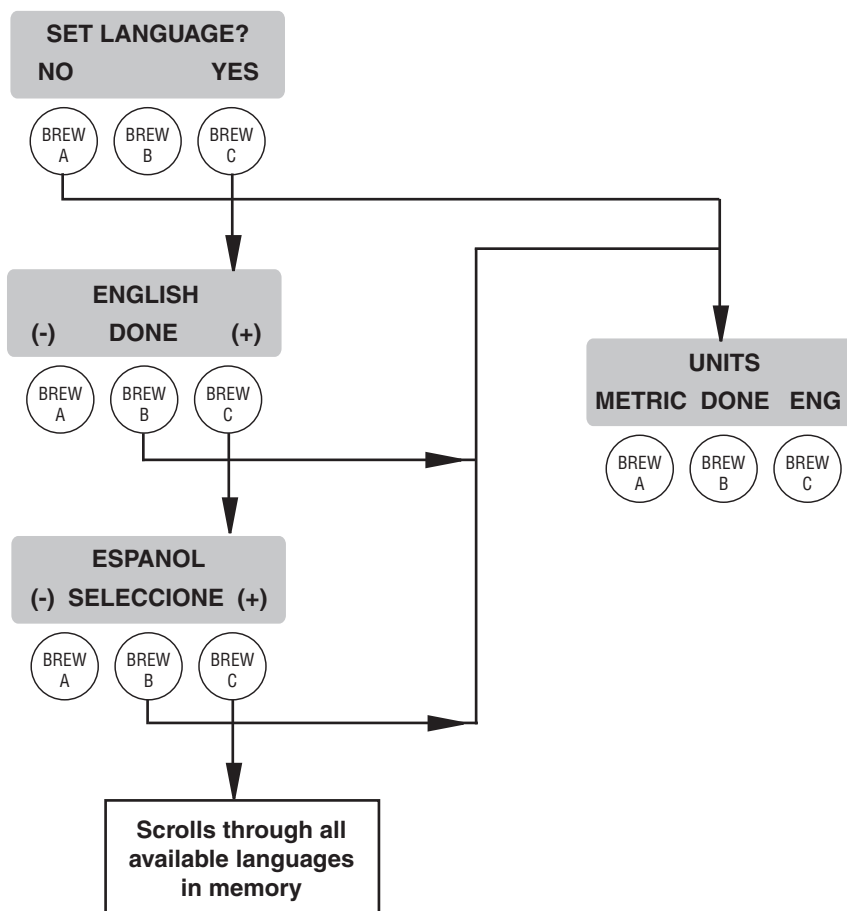 SET LANGUAGE?
NO YES
BREW A
BREW B
BREW C
ENGLISH
(-) DONE (+)
BREW A
BREW B
BREW C
UNITS
METRIC DONE ENG
BREW A
BREW B
BREW C
ESPANOL
(-) SELECCIONE (+)
BREW A
BREW B
BREW C
Scrolls through all
available languages
in memory